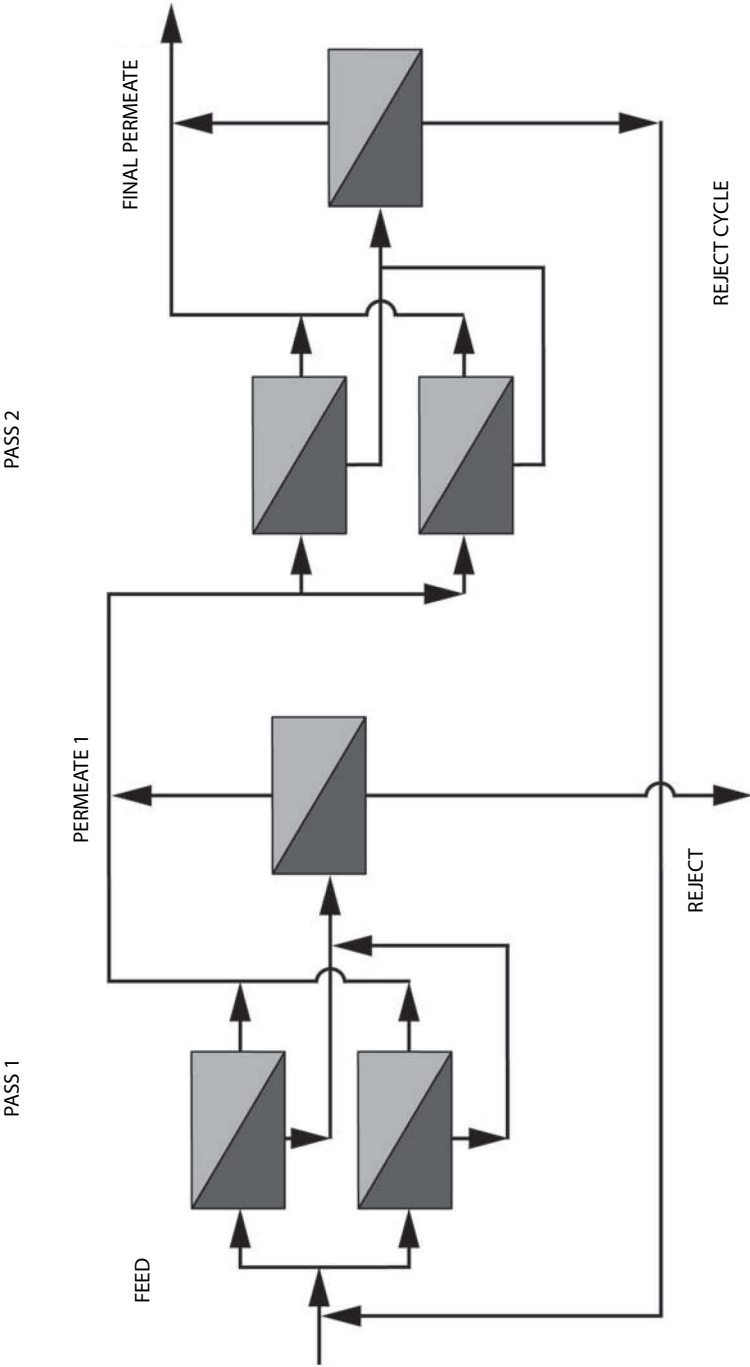 PASS 1
PASS 2
FEED
PERMEATE 1
FINAL PERMEATE
REJECT
REJECT CYCLE